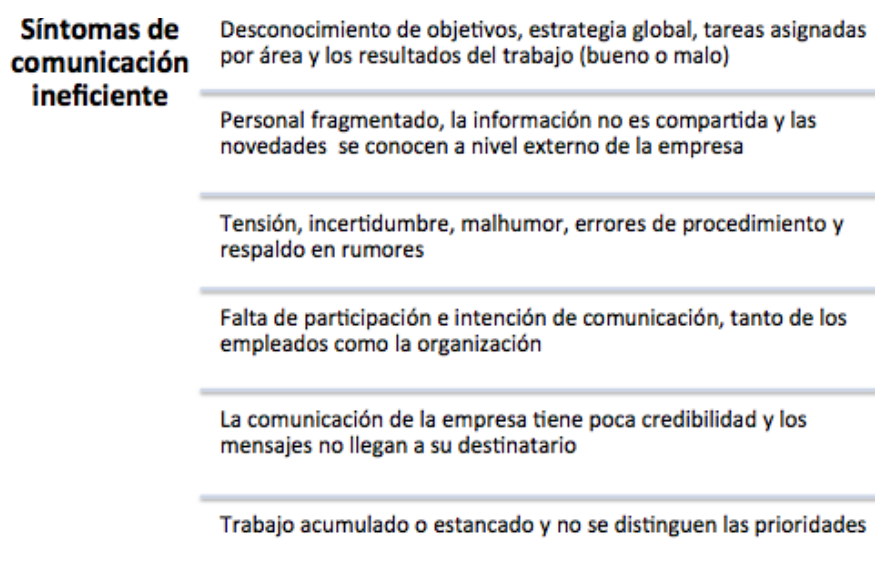 Síntomas de
comunicación
ineficiente
Desconocimiento de objetivos, estrategia global, tareas asignadas
por área y los resultados del trabajo (bueno o malo)
Personal fragmentado, la información no es compartida y las
novedades  se conocen a nivel externo de la empresa
Tensión, incertidumbre, malhumor, errores de procedimiento y
respaldo en rumores
Falta de participación e intención de comunicación, tanto de los
empleados como la organización
La comunicación de la empresa tiene poca credibilidad y los
mensajes no llegan a su destinatario
Trabajo acumulado o estancado y no se distinguen las prioridades